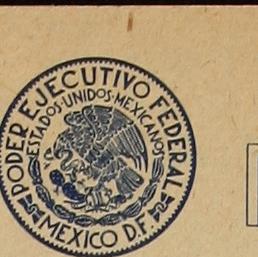 PODER EJECUTIVO FEDERAL
ESTADOS·UNIDOS·MEXICANOS
MEXICO D.F.